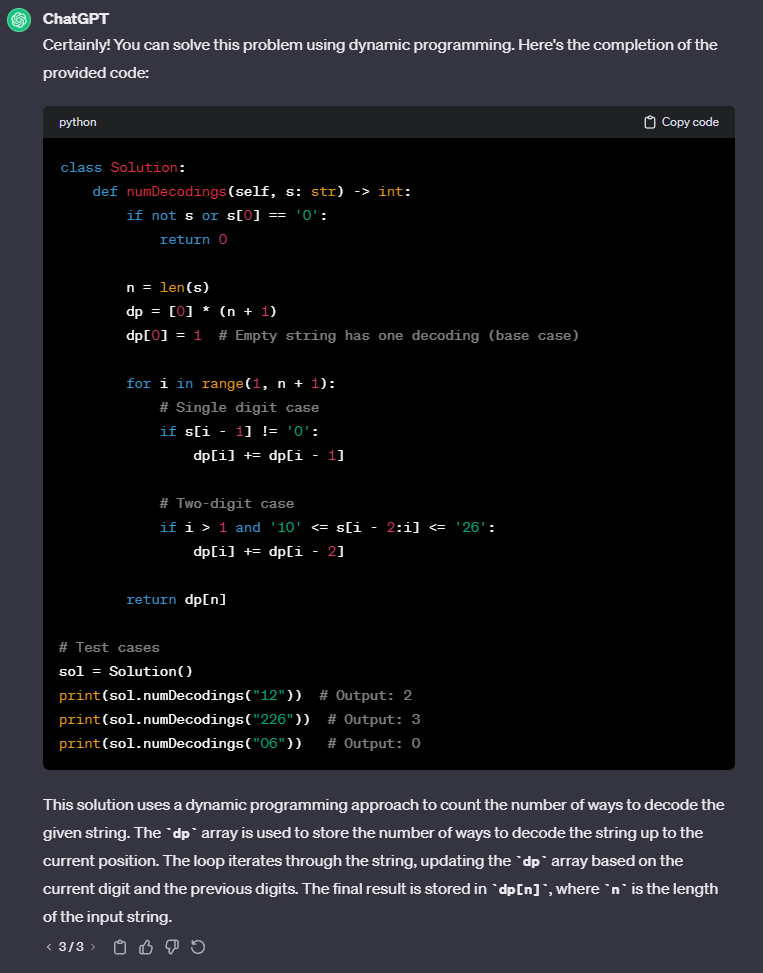 ChatGPT
Certainly! You can solve this problem using dynamic programming. Here's the completion of the
provided code:
python
Copy code
class Solution:
    def numDecodings(self, s: str) -> int:
        if not s or s[0] == '0':
            return 0

        n = len(s)
        dp = [0] * (n + 1)
        dp[0] = 1  # Empty string has one decoding (base case)

        for i in range(1, n + 1):
            # Single digit case
            if s[i - 1] != '0':
                dp[i] += dp[i - 1]

            # Two-digit case
            if i > 1 and '10' <= s[i - 2:i] <= '26':
                dp[i] += dp[i - 2]

        return dp[n]

# Test cases
sol = Solution()
print(sol.numDecodings("12"))  # Output: 2
print(sol.numDecodings("226"))  # Output: 3
print(sol.numDecodings("06"))   # Output: 0
This solution uses a dynamic programming approach to count the number of ways to decode the
given string. The `dp` array is used to store the number of ways to decode the string up to the
current position. The loop iterates through the string, updating the `dp` array based on the
current digit and the previous digits. The final result is stored in `dp[n]`, where `n` is the length
of the input string.
< 3 / 3 >